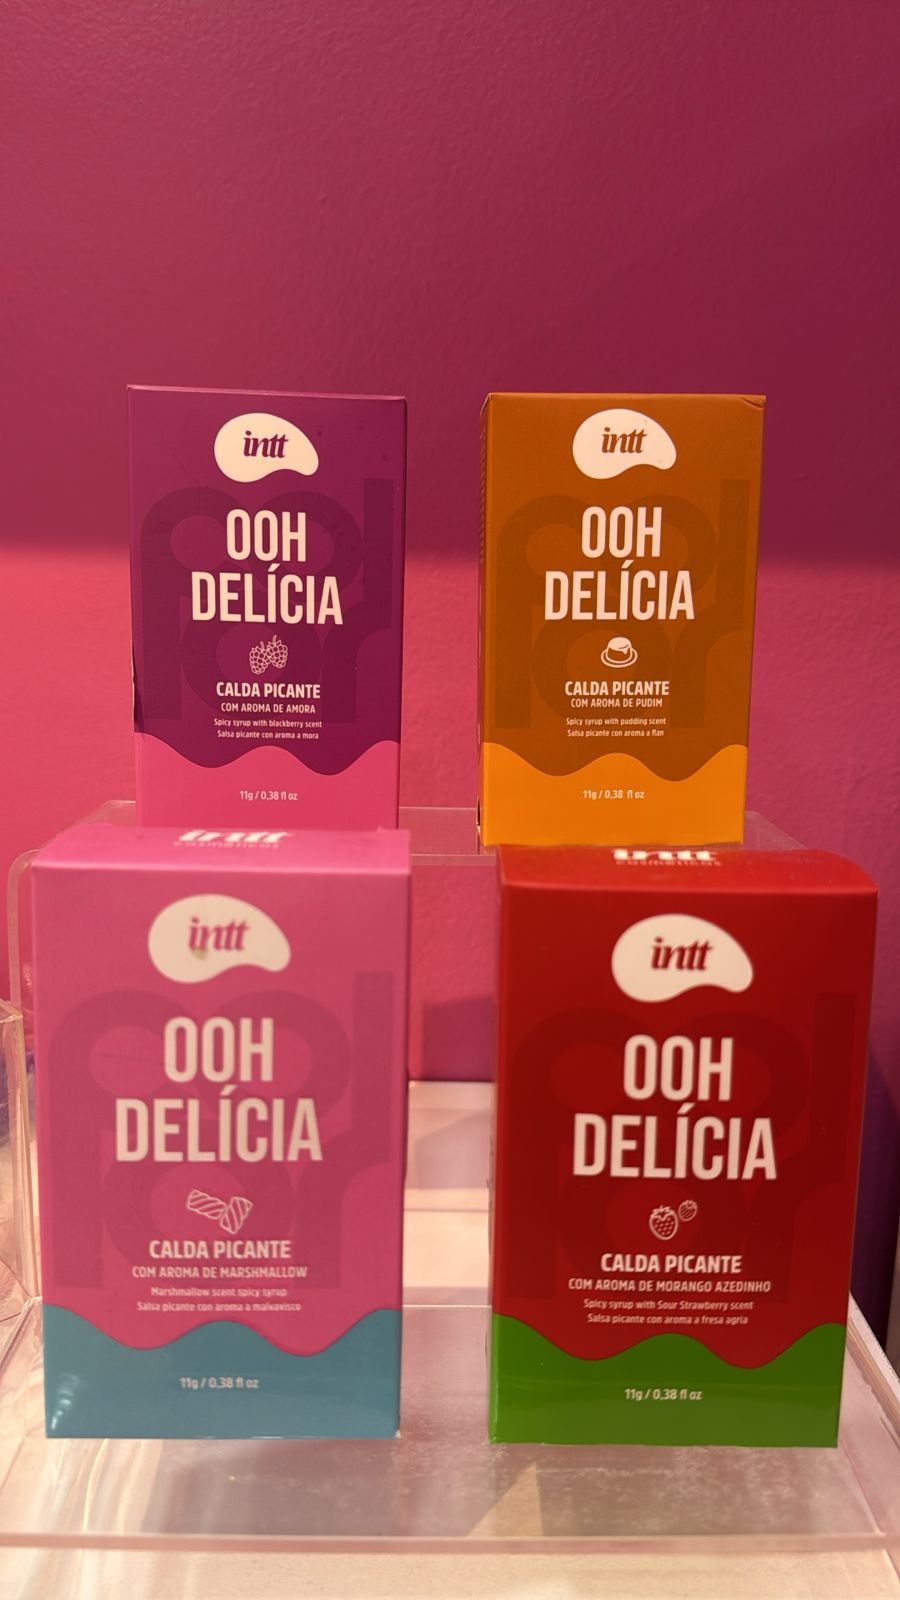 intt
OOH
DELÍCIA
CALDA PICANTE
COM AROMA DE AMORA
Spicy syrup with blackberry scent
Salsa picante con aroma a mora
11g / 0,38 fl oz
intt
OOH
DELÍCIA
CALDA PICANTE
COM AROMA DE PUDIM
Spicy syrup with pudding scent
Salsa picante con aroma a flan
11g / 0,38 fl oz
intt
cosméticos
intt
OOH
DELÍCIA
CALDA PICANTE
COM AROMA DE MARSHMALLOW
Marshmallow scent spicy syrup
Salsa picante con aroma a malvavisco
11g / 0,38 fl oz
intt
cosméticos
intt
OOH
DELÍCIA
CALDA PICANTE
COM AROMA DE MORANGO AZEDINHO
Spicy syrup with Sour Strawberry scent
Salsa picante con aroma a fresa agria
11g / 0,38 fl oz